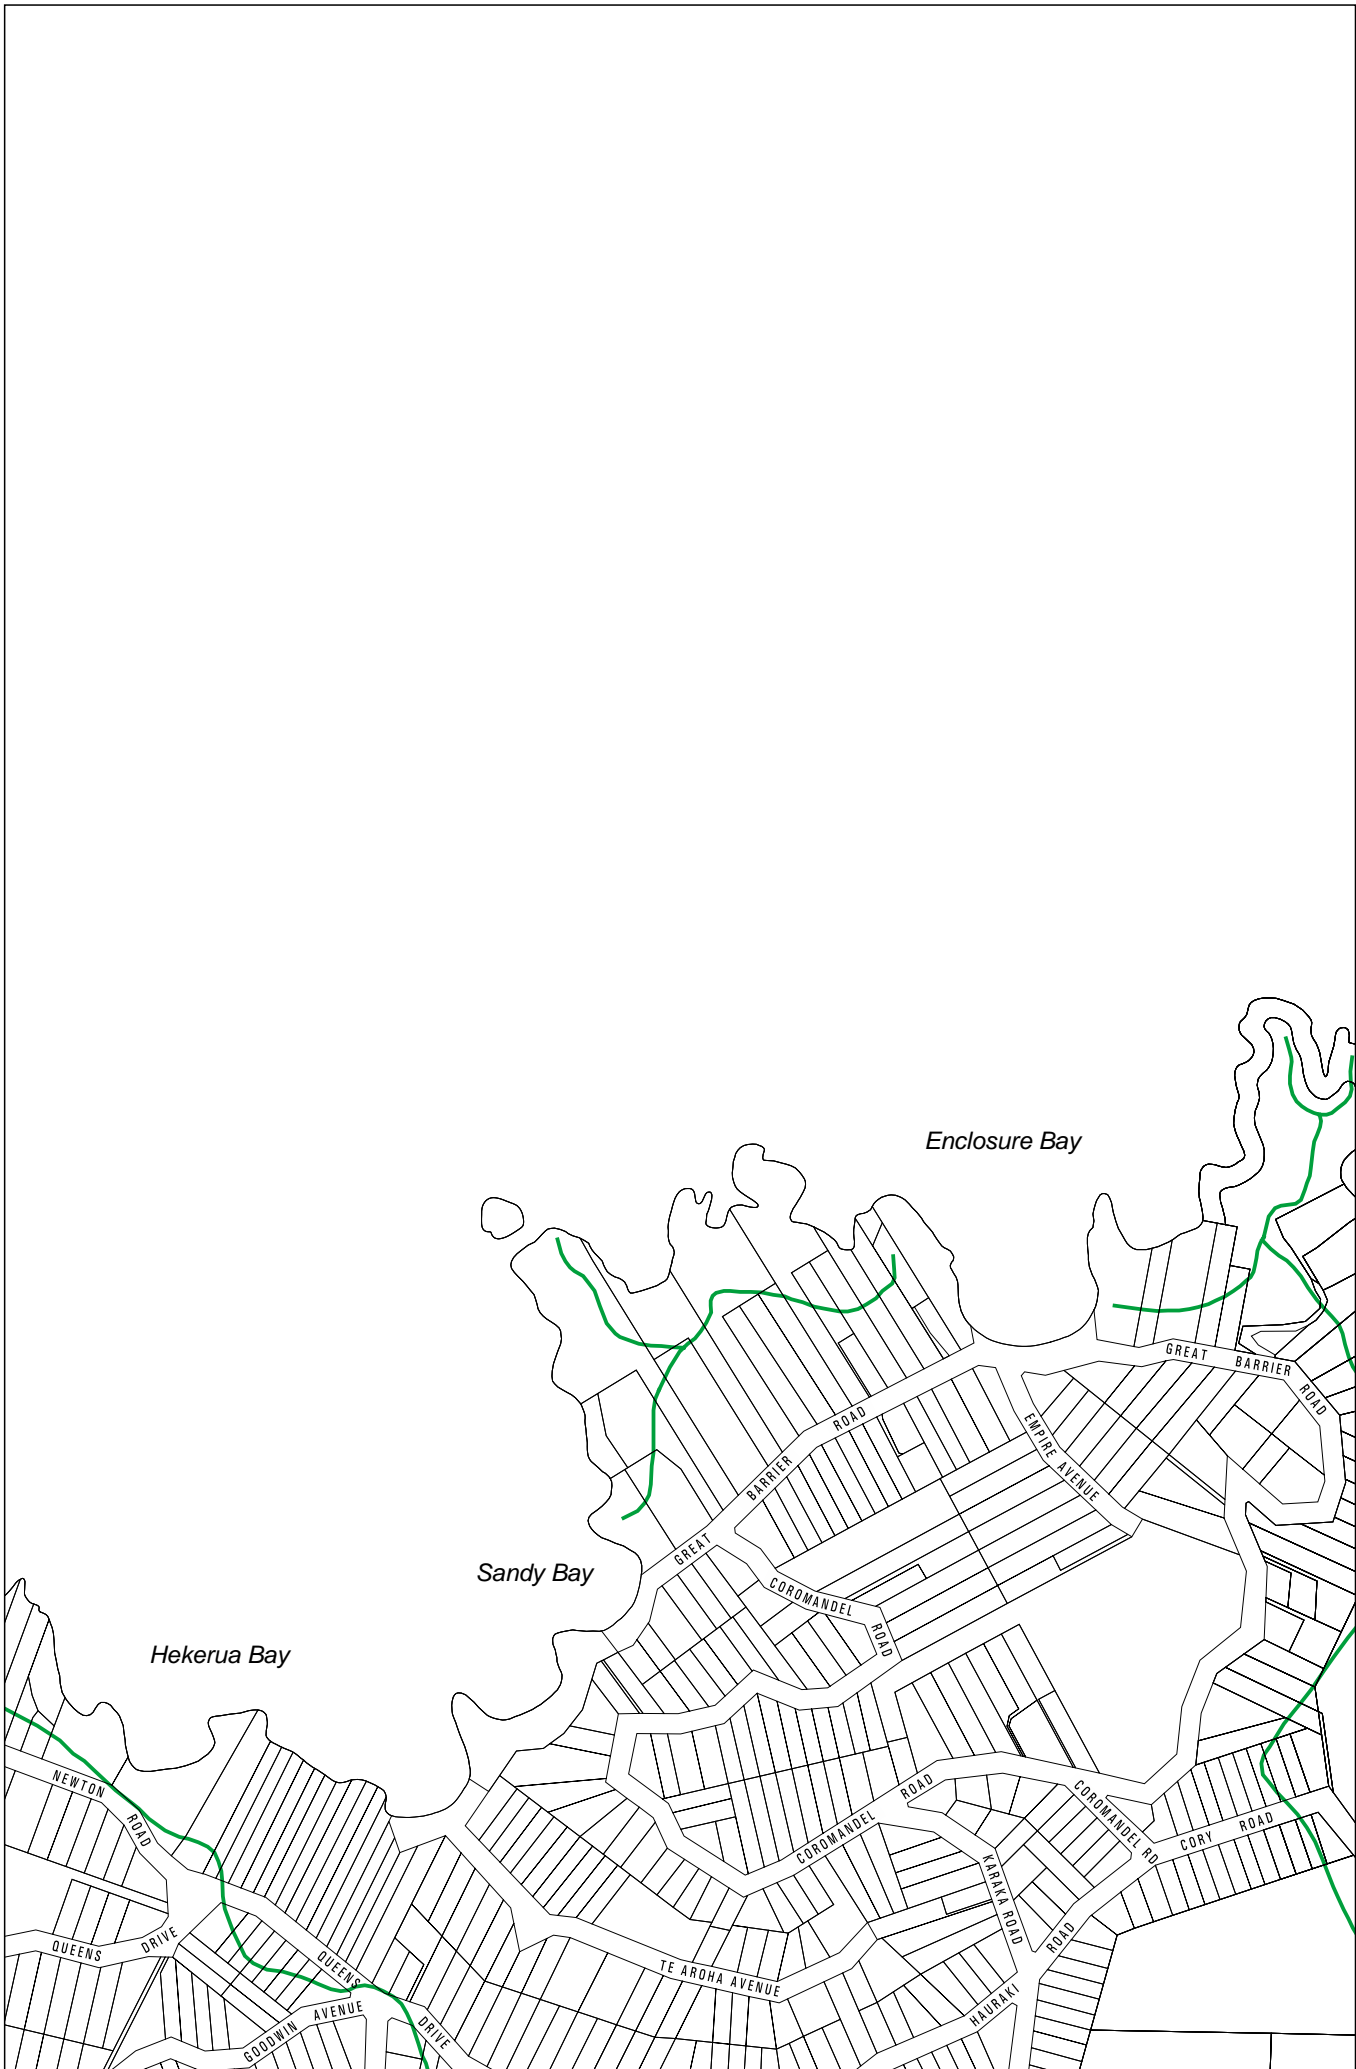 Enclosure Bay
GREAT BARRIER ROAD
ROAD
EMPIRE AVENUE
BARRIER
GREAT
Sandy Bay
COROMANDEL
ROAD
Hekerua Bay
NEWTON
ROAD
ROAD
COROMANDEL
COROMANDEL RD
CORY ROAD
KARAKA ROAD
ROAD
QUEENS DRIVE
QUEENS
TE AROHA AVENUE
HAURAKI
GOODWIN AVENUE
DRIVE